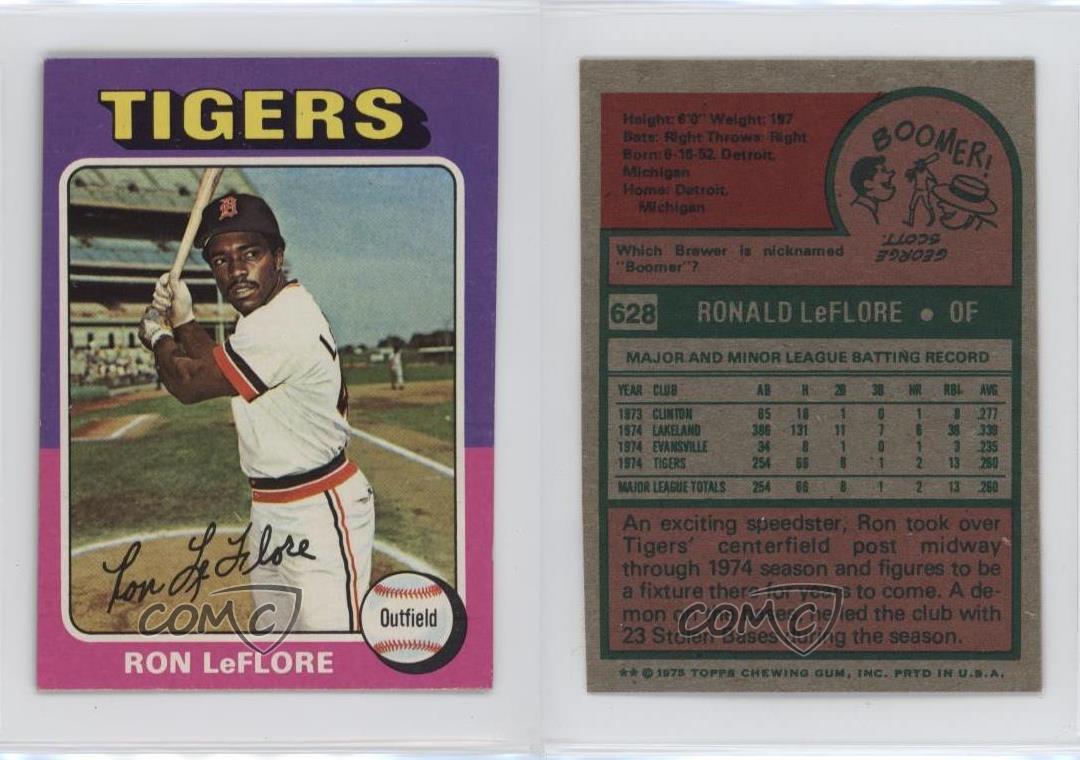 TIGERS
B
Ron LeFlore
Outfield
COMC
RON LeFLORE
Height: 6'0" Weight: 197
Bats: Right Throws: Right
Born: 6-16-52, Detroit,
Michigan
Home: Detroit,
Michigan
BOOMER!
GEORGE
SCOTT.
Which Brewer is nicknamed
"Boomer"?
628 RONALD LeFLORE • OF
MAJOR AND MINOR LEAGUE BATTING RECORD
YEAR CLUB AB H 2B 3B HR RBI AVG
1973 CLINTON 65 18 1 0 1 8 .277
1974 LAKELAND 386 131 11 7 6 38 .339
1974 EVANSVILLE 34 8 1 0 1 3 .235
1974 TIGERS 254 66 8 1 2 13 .260
MAJOR LEAGUE TOTALS 254 66 8 1 2 13 .260
An exciting speedster, Ron took over
Tigers' centerfield post midway
through 1974 season and figures to be
a fixture there for years to come. A de-
mon on he led the club with
23 Stolen Bases during the season.
COMC
** © 1975 TOPPS CHEWING GUM, INC. PRTD IN U.S.A.